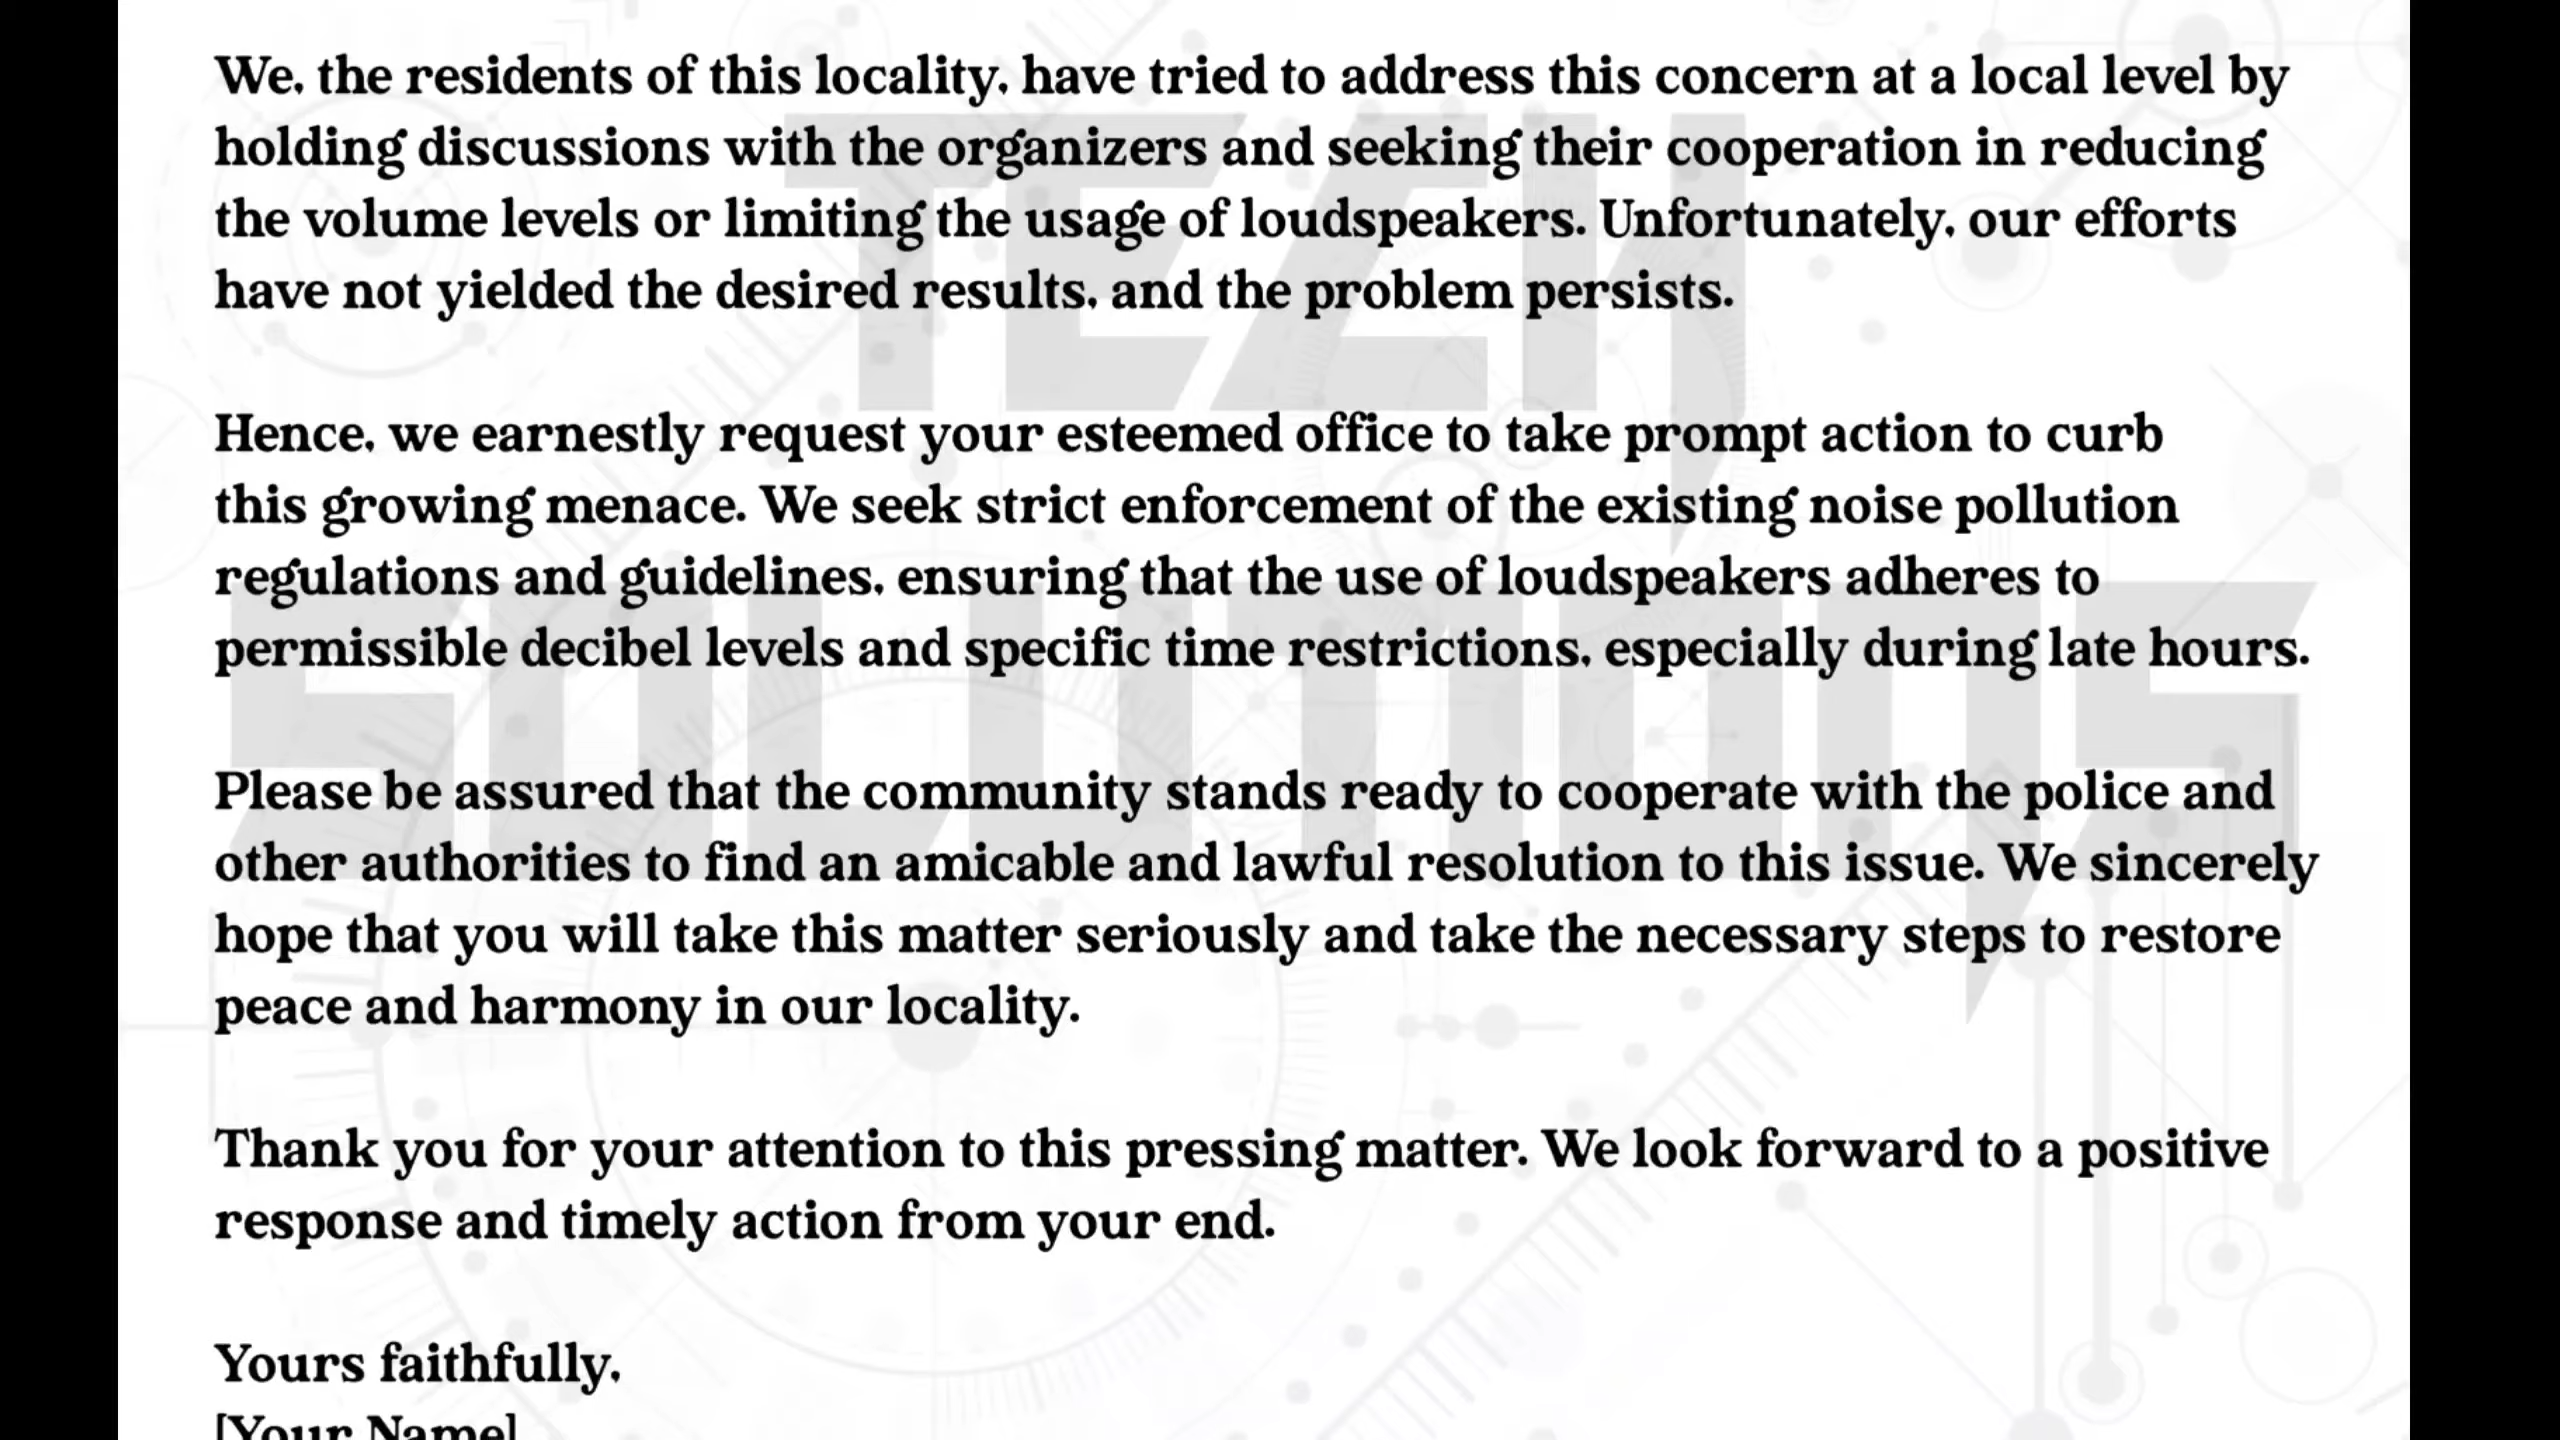 We, the residents of this locality, have tried to address this concern at a local level by
holding discussions with the organizers and seeking their cooperation in reducing
the volume levels or limiting the usage of loudspeakers. Unfortunately, our efforts
have not yielded the desired results, and the problem persists.
Hence, we earnestly request your esteemed office to take prompt action to curb
this growing menace. We seek strict enforcement of the existing noise pollution
regulations and guidelines, ensuring that the use of loudspeakers adheres to
permissible decibel levels and specific time restrictions, especially during late hours.
Please be assured that the community stands ready to cooperate with the police and
other authorities to find an amicable and lawful resolution to this issue. We sincerely
hope that you will take this matter seriously and take the necessary steps to restore
peace and harmony in our locality.
Thank you for your attention to this pressing matter. We look forward to a positive
response and timely action from your end.
Yours faithfully,
[Your Name]
TECH
SOLUTIONS